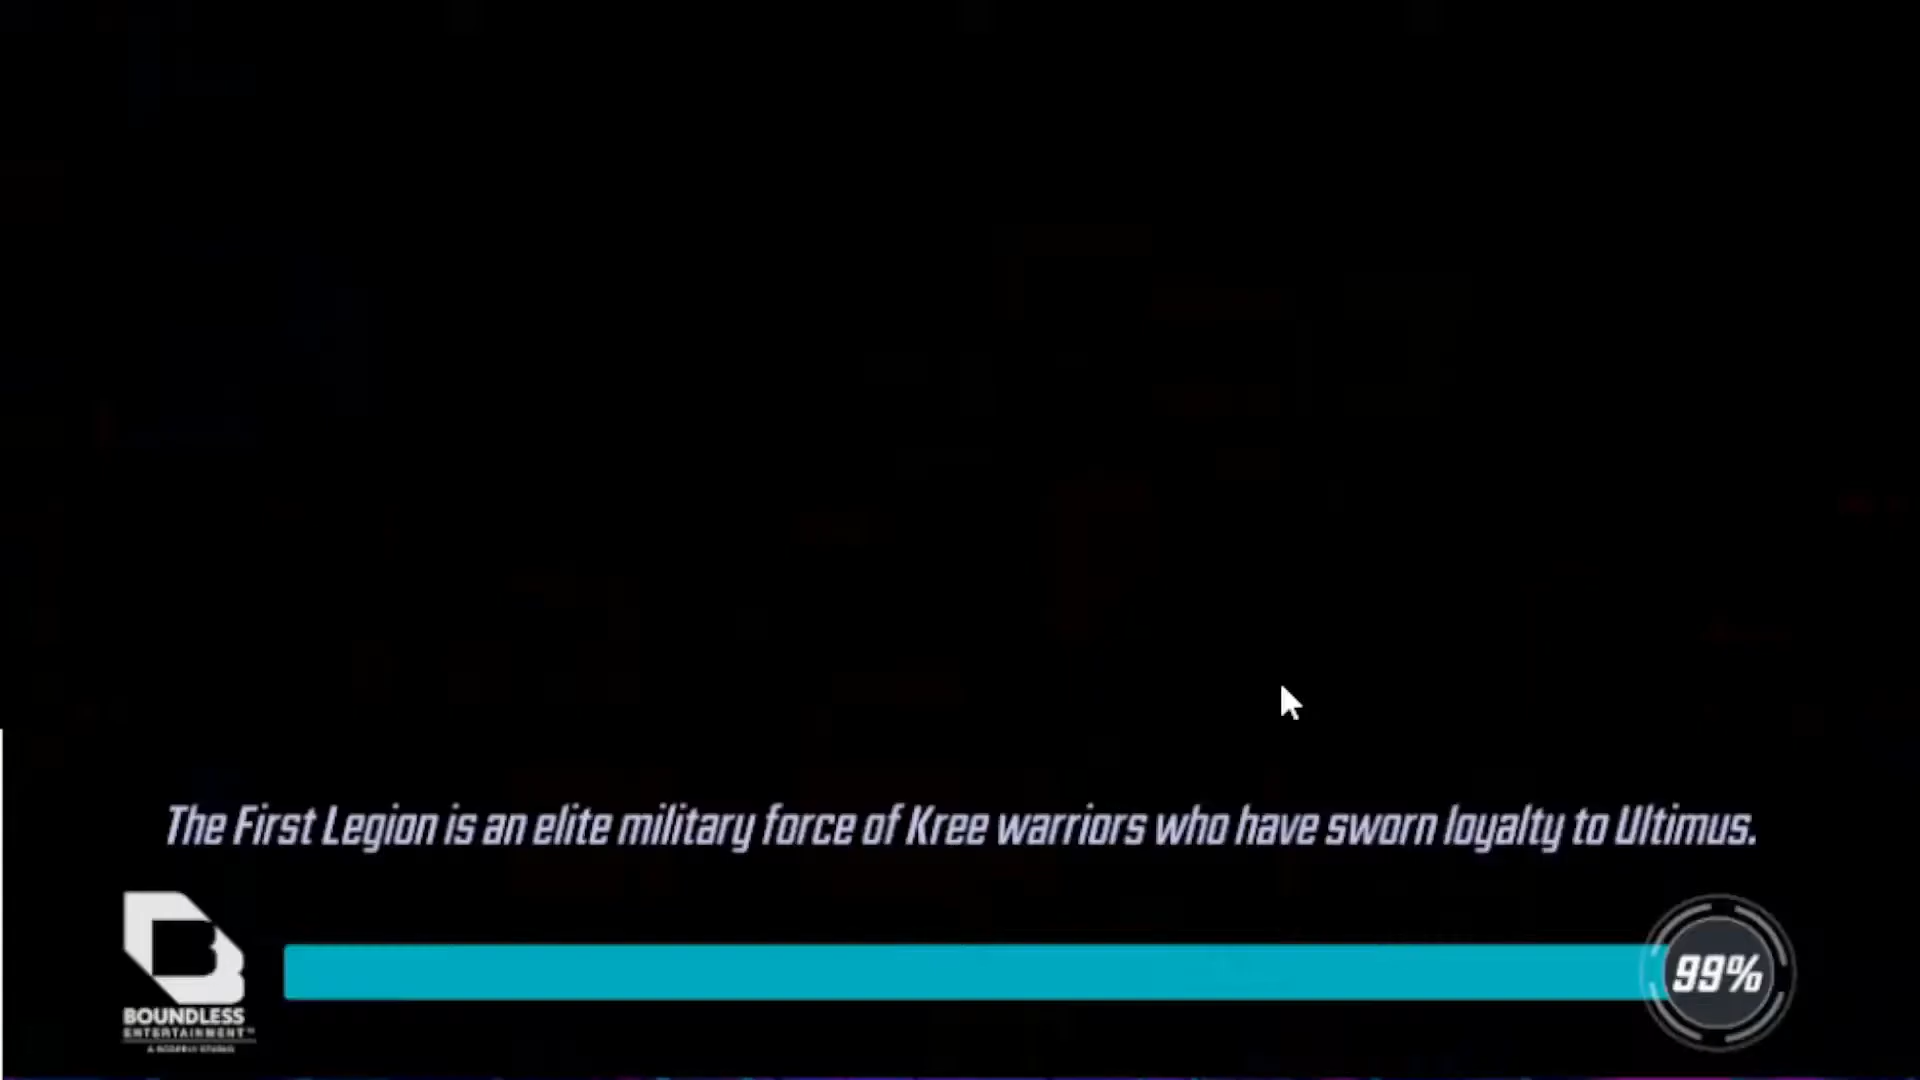 The First Legion is an elite military force of Kree warriors who have sworn loyalty to Ultimus.
99%
BOUNDLESS
ENTERTAINMENT™